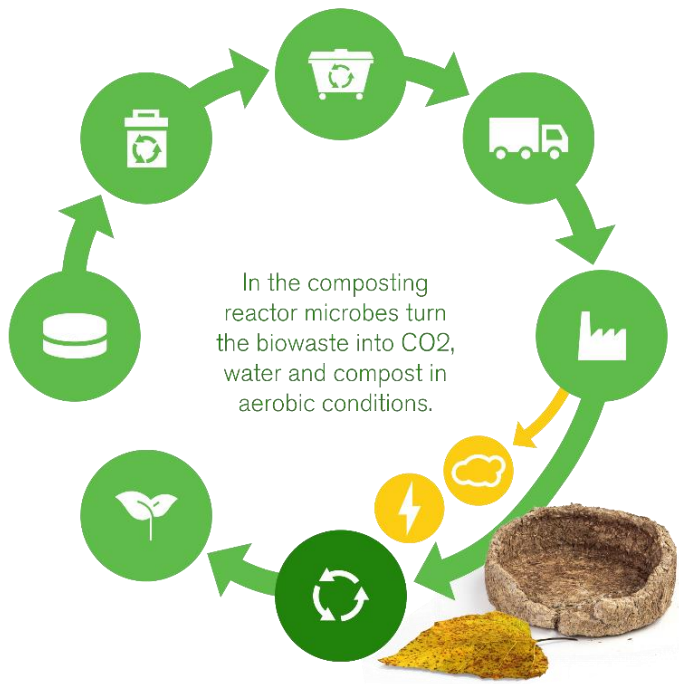 In the composting
reactor microbes turn
the biowaste into CO2,
water and compost in
aerobic conditions.